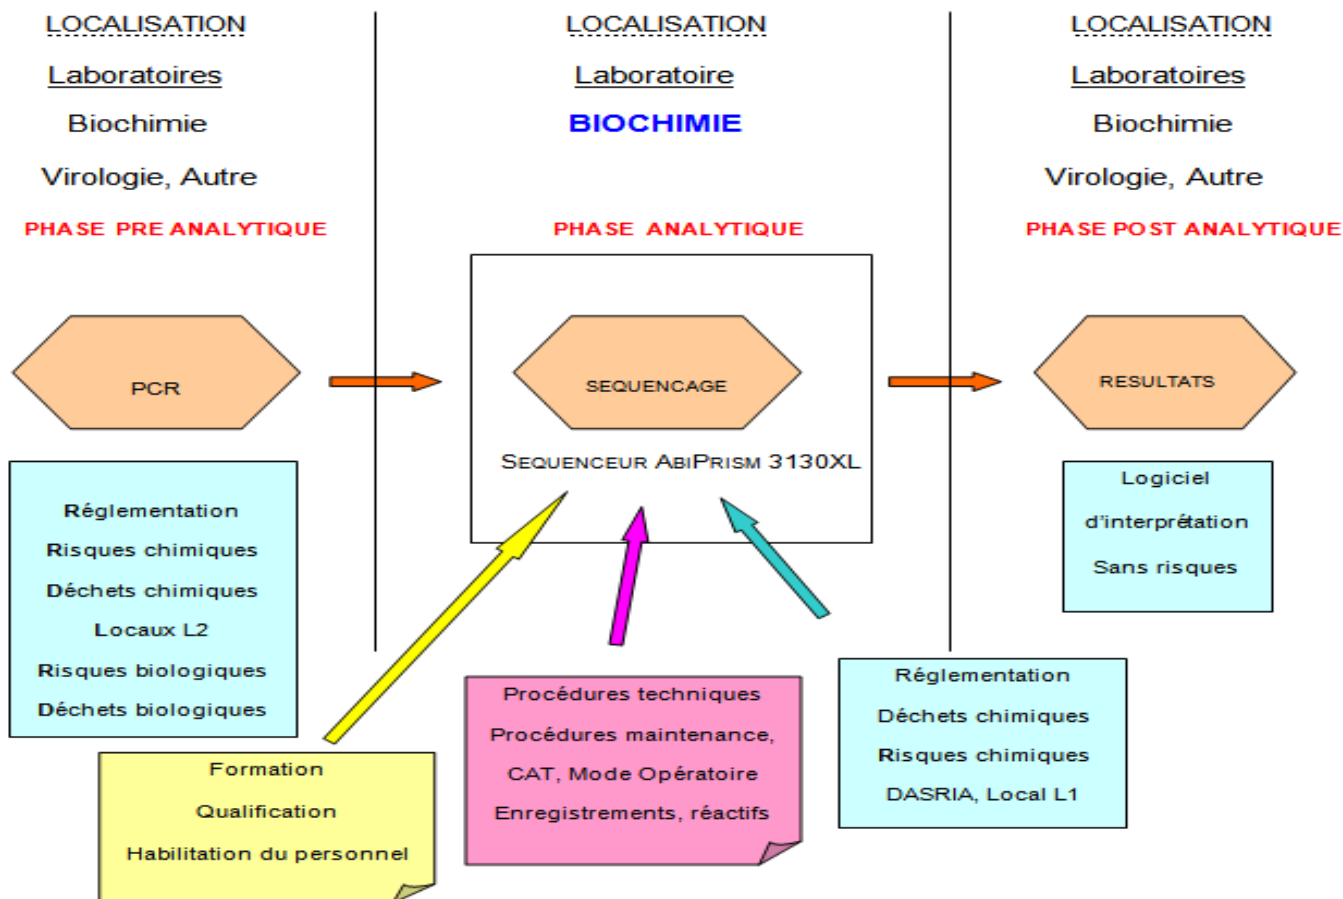 LOCALISATION
Laboratoires
Biochimie
Virologie, Autre
PHASE PRE ANALYTIQUE
PCR
Réglementation
Risques chimiques
Déchets chimiques
Locaux L2
Risques biologiques
Déchets biologiques
LOCALISATION
Laboratoire
BIOCHIMIE
PHASE ANALYTIQUE
SEQUENCAGE
SEQUENCEUR ABIPRISM 3130XL
Formation
Qualification
Habilitation du personnel
Procédures techniques
Procédures maintenance,
CAT, Mode Opératoire
Enregistrements, réactifs
Réglementation
Déchets chimiques
Risques chimiques
DASRIA, Local L1
LOCALISATION
Laboratoires
Biochimie
Virologie, Autre
PHASE POST ANALYTIQUE
RESULTATS
Logiciel
d'interprétation
Sans risques